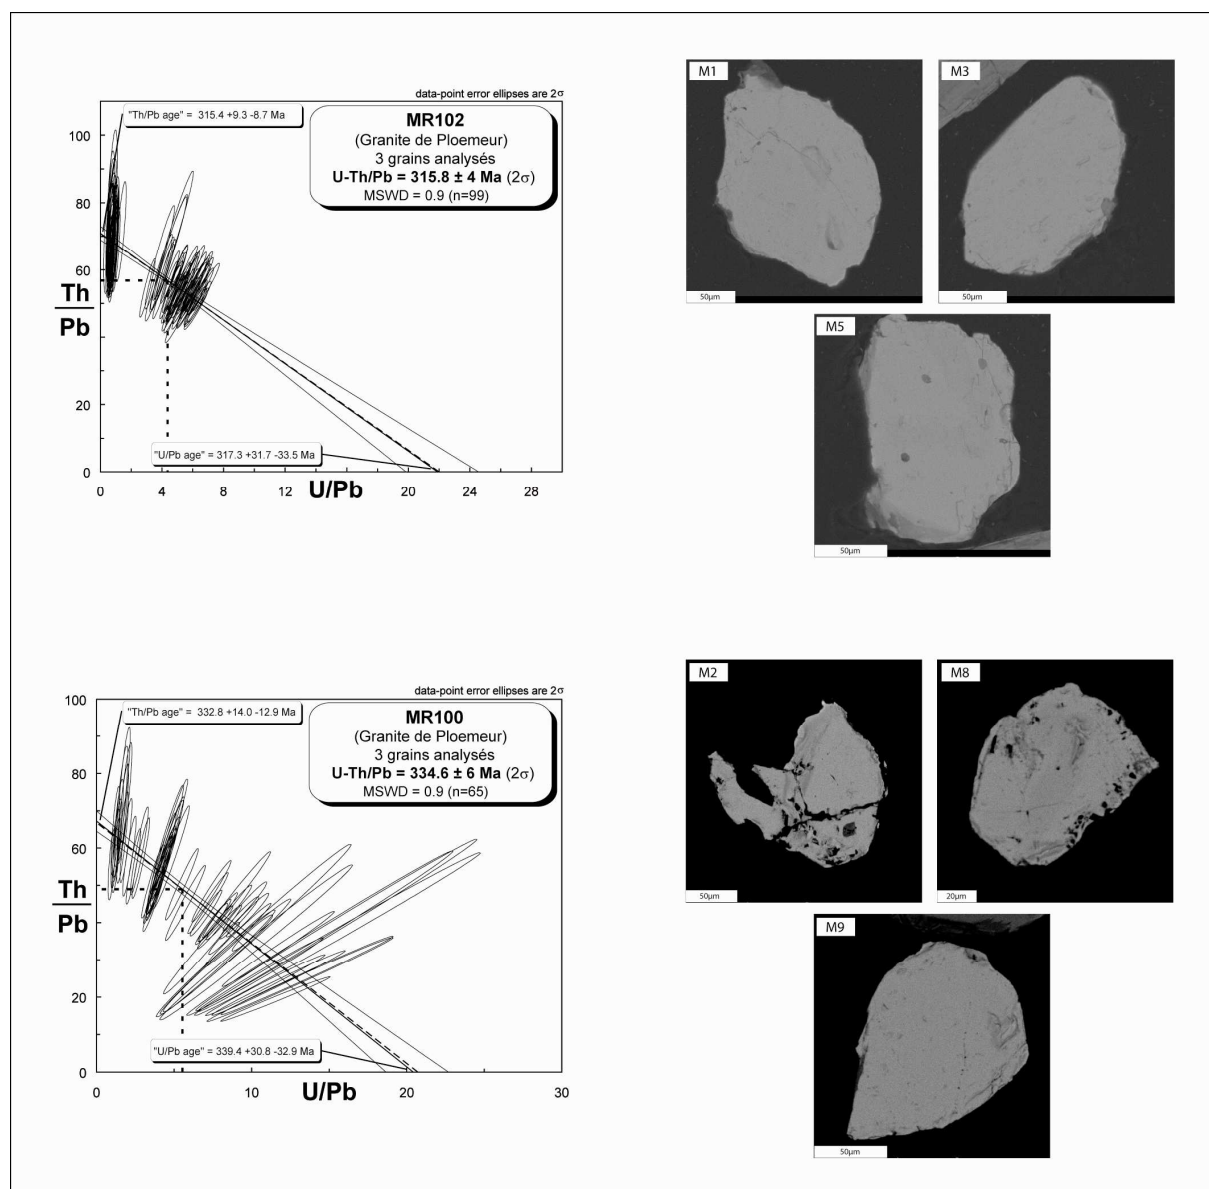 data-point error ellipses are 2σ
"Th/Pb age" = 315.4 +9.3 -8.7 Ma
MR102
(Granite de Ploemeur)
3 grains analysés
U-Th/Pb = 315.8 ± 4 Ma (2σ)
MSWD = 0.9 (n=99)
100
80
60
40
20
0
Th
Pb
"U/Pb age" = 317.3 +31.7 -33.5 Ma
0 4 8 12 16 20 24 28
U/Pb
M1
50µm
M3
50µm
M5
50µm
data-point error ellipses are 2σ
"Th/Pb age" = 332.8 +14.0 -12.9 Ma
MR100
(Granite de Ploemeur)
3 grains analysés
U-Th/Pb = 334.6 ± 6 Ma (2σ)
MSWD = 0.9 (n=65)
100
80
60
40
20
0
Th
Pb
"U/Pb age" = 339.4 +30.8 -32.9 Ma
0 10 20 30
U/Pb
M2
50µm
M8
20µm
M9
50µm